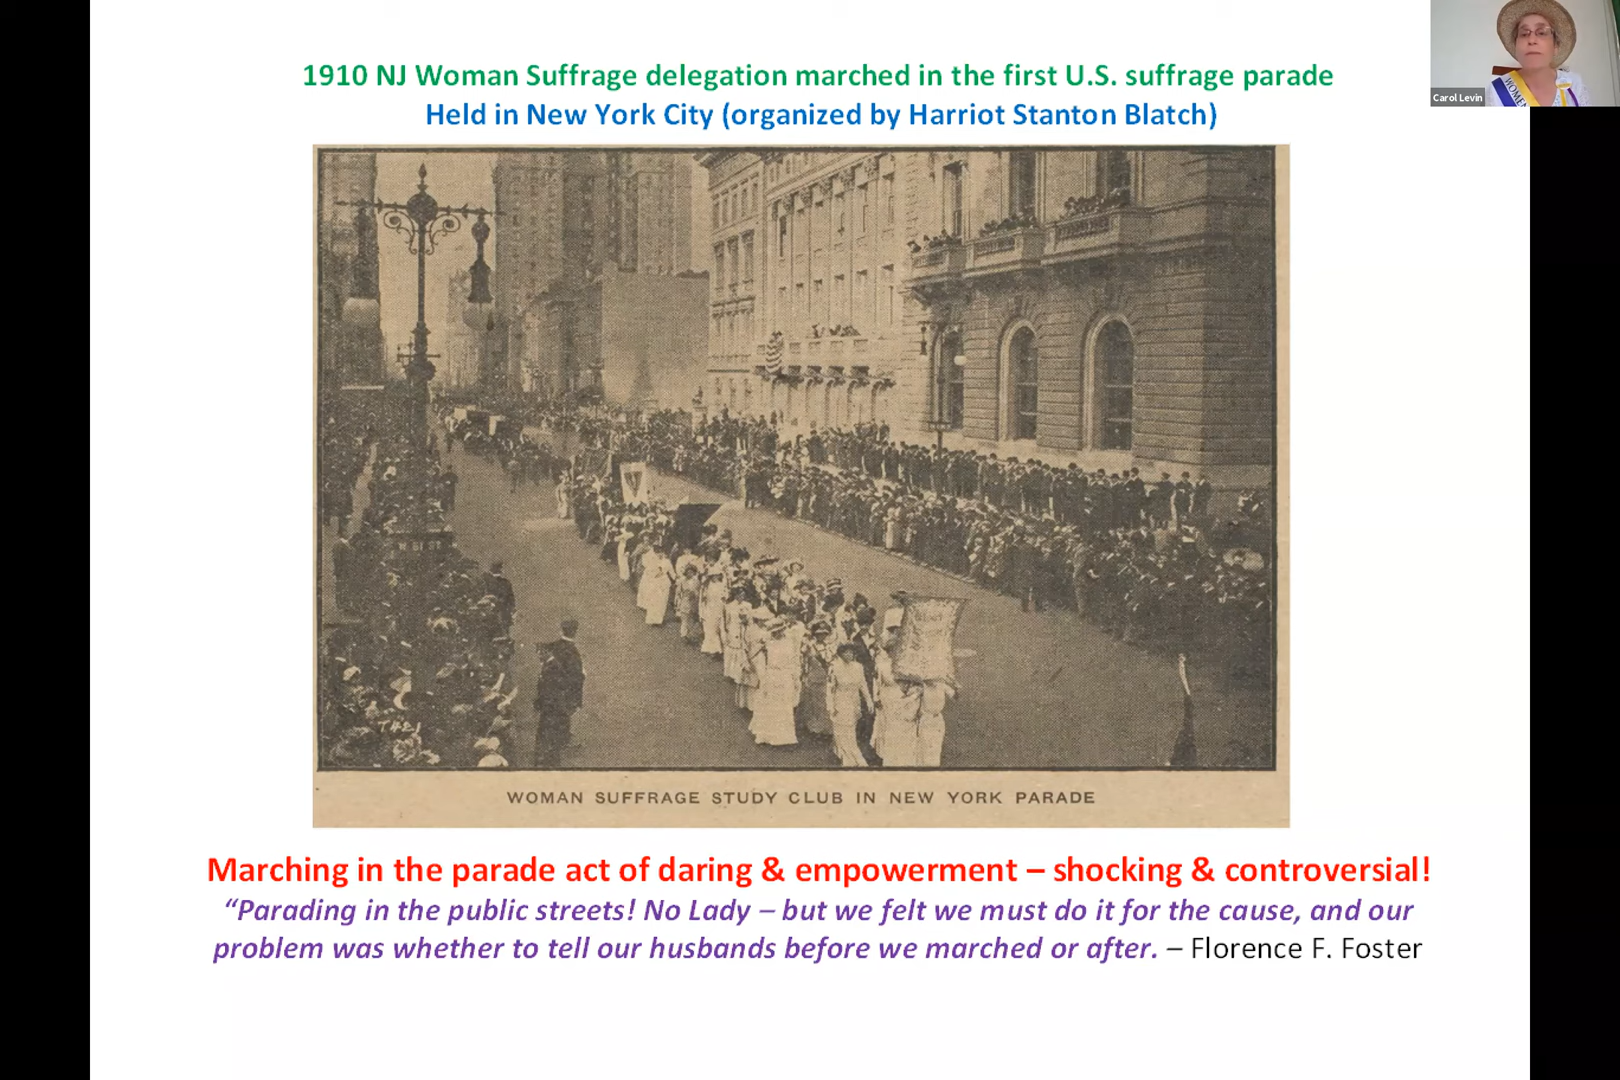 1910 NJ Woman Suffrage delegation marched in the first U.S. suffrage parade
Held in New York City (organized by Harriot Stanton Blatch)
Carol Levin
WOMEN
WOMAN SUFFRAGE STUDY CLUB IN NEW YORK PARADE
Marching in the parade act of daring & empowerment – shocking & controversial!
“Parading in the public streets! No Lady – but we felt we must do it for the cause, and our
problem was whether to tell our husbands before we marched or after. – Florence F. Foster